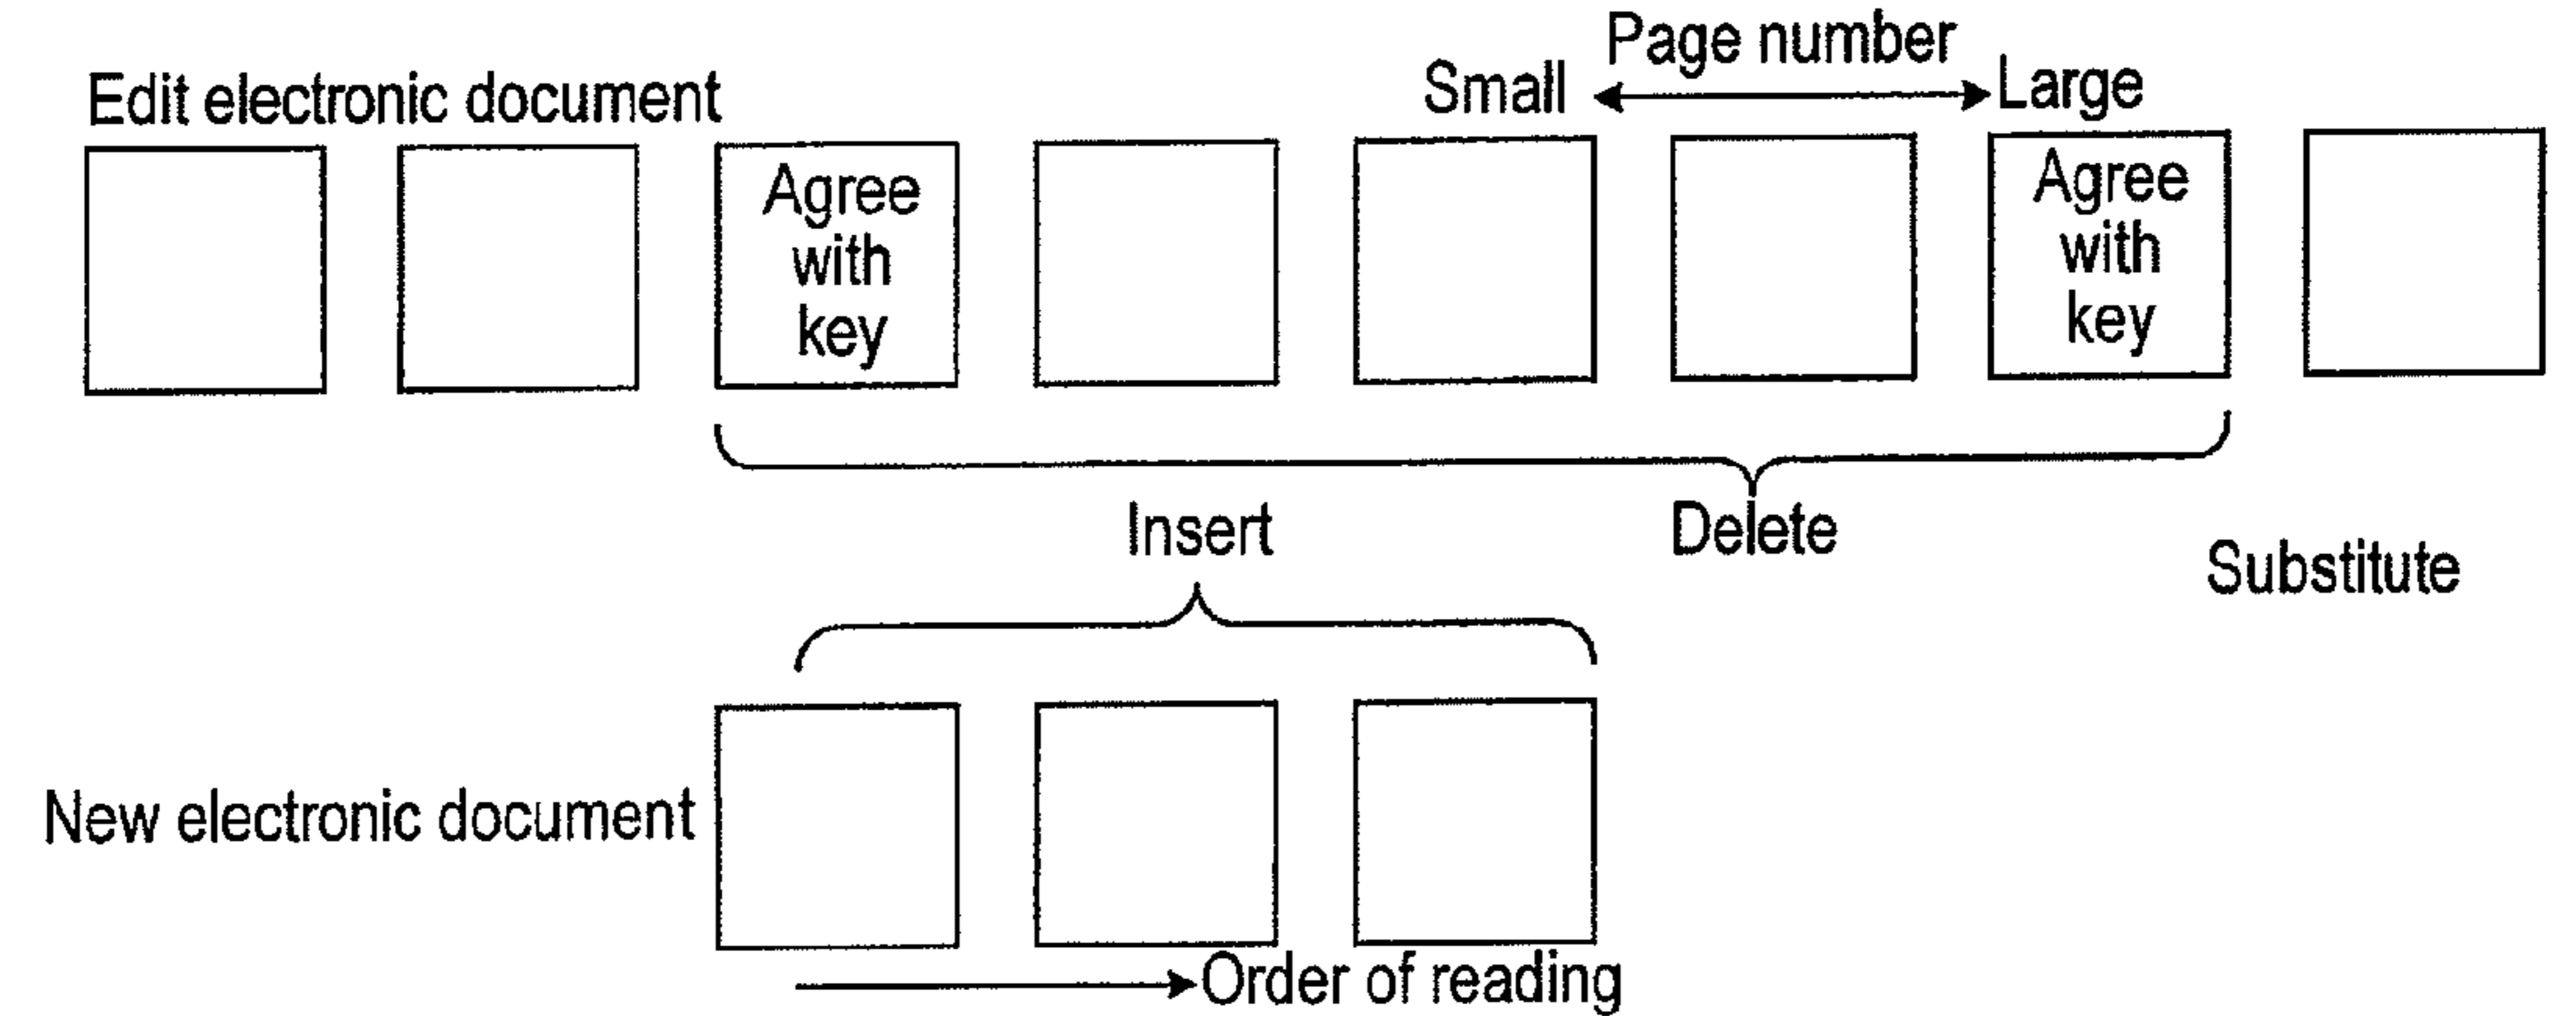 Page number
Edit electronic document
Small
Large
Agree
with
key
Agree
with
key
Insert
Delete
Substitute
New electronic document
Order of reading